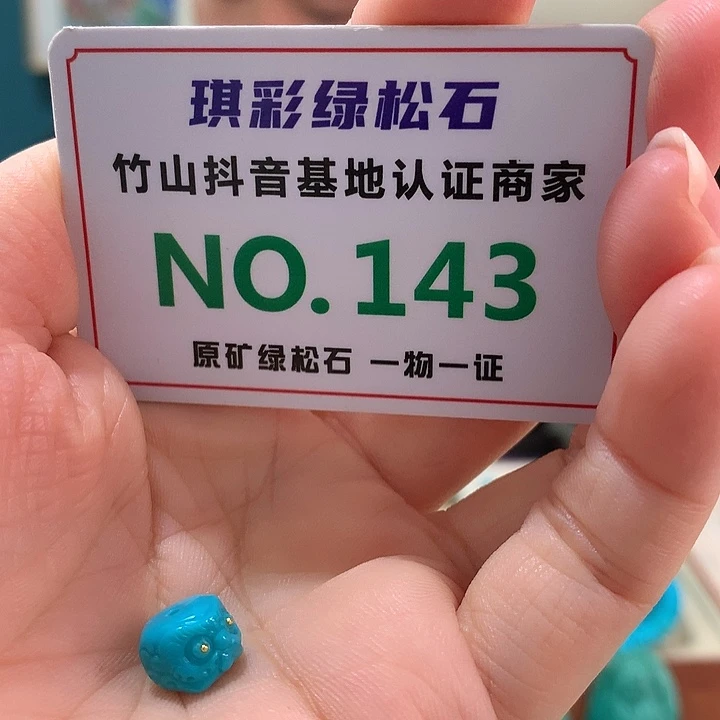 琪彩绿松石
竹山抖音基地认证商家
NO.143
原矿绿松石 一物一证